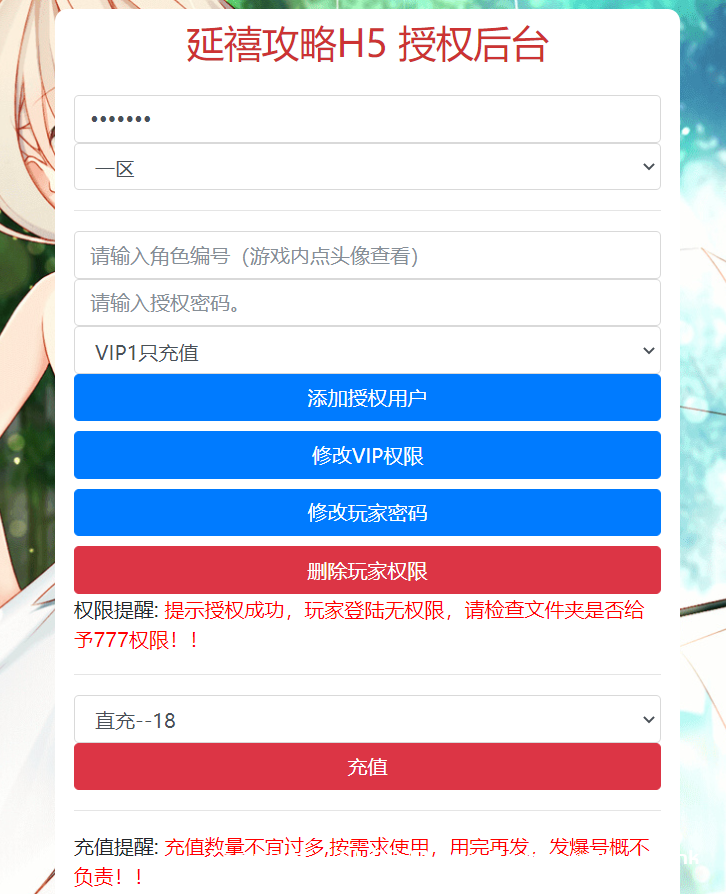 延禧攻略H5 授权后台
•••••••
一区
请输入角色编号（游戏内点头像查看）
请输入授权密码。
VIP1只充值
添加授权用户
修改VIP权限
修改玩家密码
删除玩家权限
权限提醒: 提示授权成功，玩家登陆无权限，请检查文件夹是否给
予777权限！！
直充--18
充值
充值提醒: 充值数量不宜过多,按需求使用，用完再发，发爆号概不
负责！！